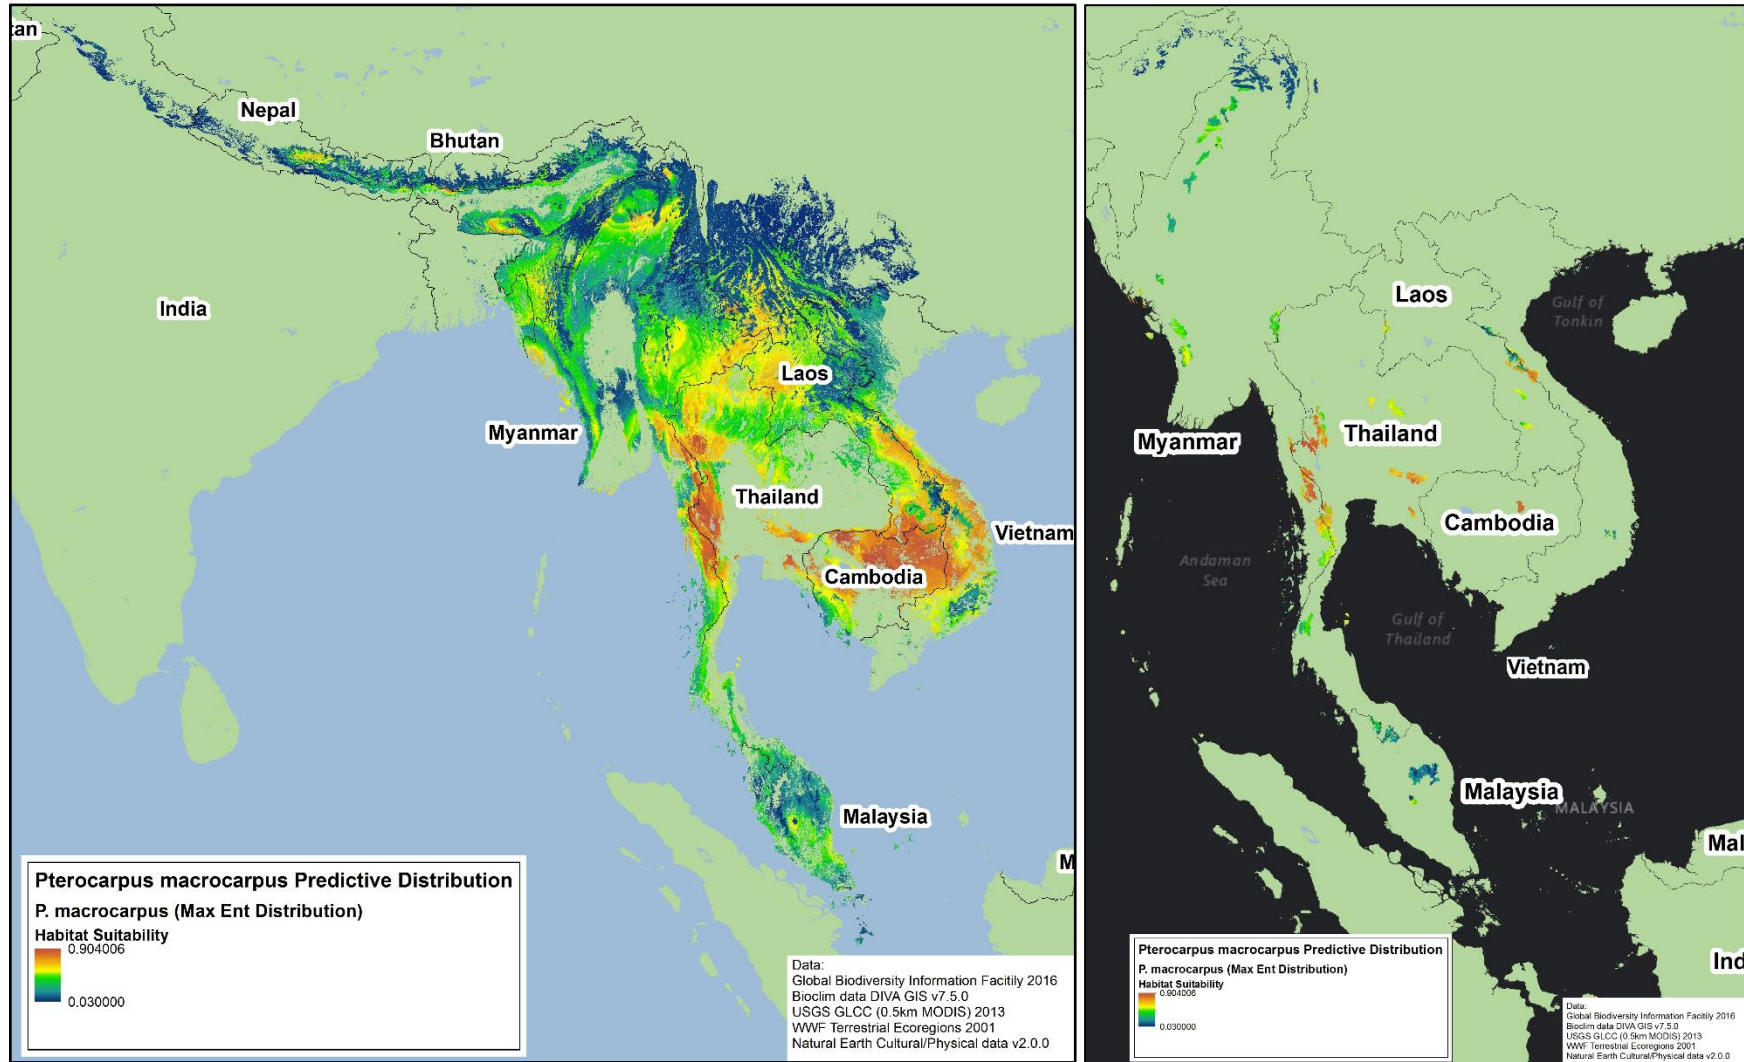 tan
Nepal
Bhutan
India
Laos
Myanmar
Thailand
Vietnam
Cambodia
Malaysia
M
Pterocarpus macrocarpus Predictive Distribution
P. macrocarpus (Max Ent Distribution)
Habitat Suitability
0.904006
0.030000
Data:
Global Biodiversity Information Facitily 2016
Bioclim data DIVA GIS v7.5.0
USGS GLCC (0.5km MODIS) 2013
WWF Terrestrial Ecoregions 2001
Natural Earth Cultural/Physical data v2.0.0
Laos
Gulf of
Tonkin
Myanmar
Thailand
Cambodia
Andaman
Sea
Gulf of
Thailand
Vietnam
Malaysia
MALAYSIA
Mal
Ind
Pterocarpus macrocarpus Predictive Distribution
P. macrocarpus (Max Ent Distribution)
Habitat Suitability
0.904006
0.030000
Data:
Global Biodiversity Information Facitily 2016
Bioclim data DIVA GIS v7.5.0
USGS GLCC (0.5km MODIS) 2013
WWF Terrestrial Ecoregions 2001
Natural Earth Cultural/Physical data v2.0.0